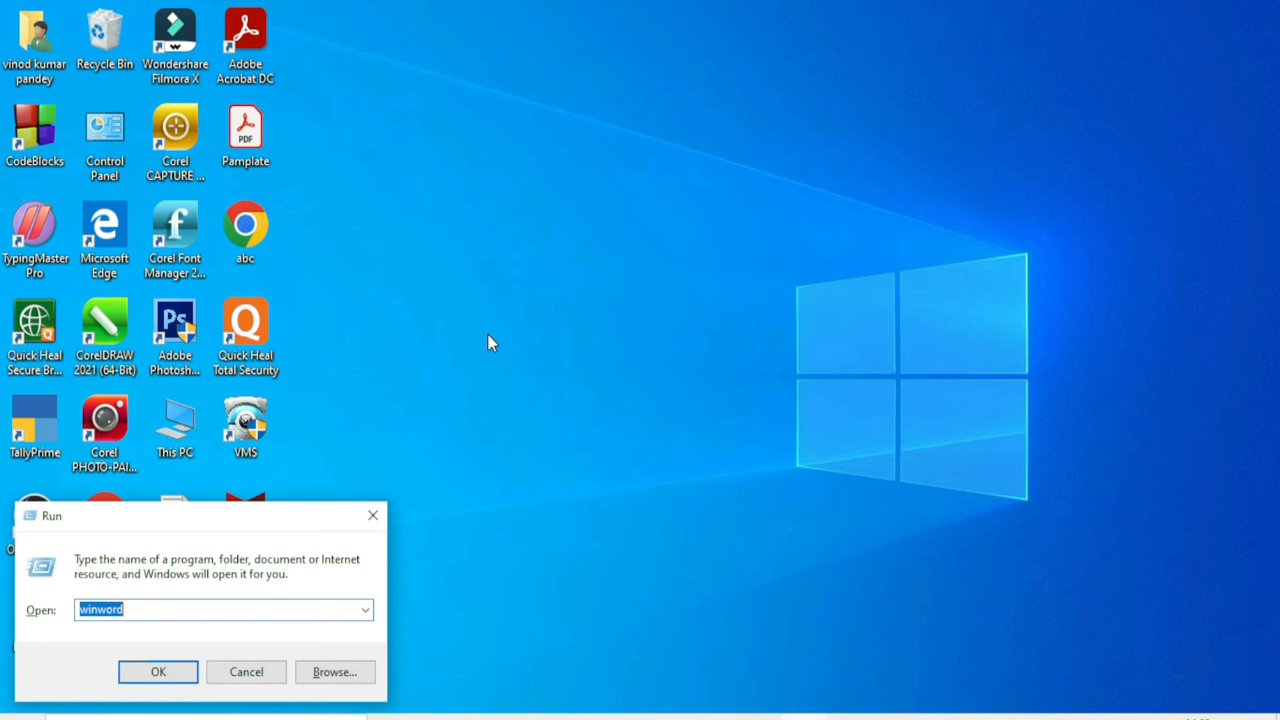 vinod kumar
pandey
Recycle Bin
Wondershare
Filmora X
Adobe
Acrobat DC
CodeBlocks
Control
Panel
Corel
CAPTURE ...
PDF
Pamplate
TypingMaster
Pro
Microsoft
Edge
Corel Font
Manager 2...
abc
Quick Heal
Secure Br...
CorelDRAW
2021 (64-Bit)
Ps
Adobe
Photosh...
Quick Heal
Total Security
TallyPrime
Corel
PHOTO-PAI...
This PC
VMS
Run
Type the name of a program, folder, document or Internet
resource, and Windows will open it for you.
Open:
winword
OK
Cancel
Browse...